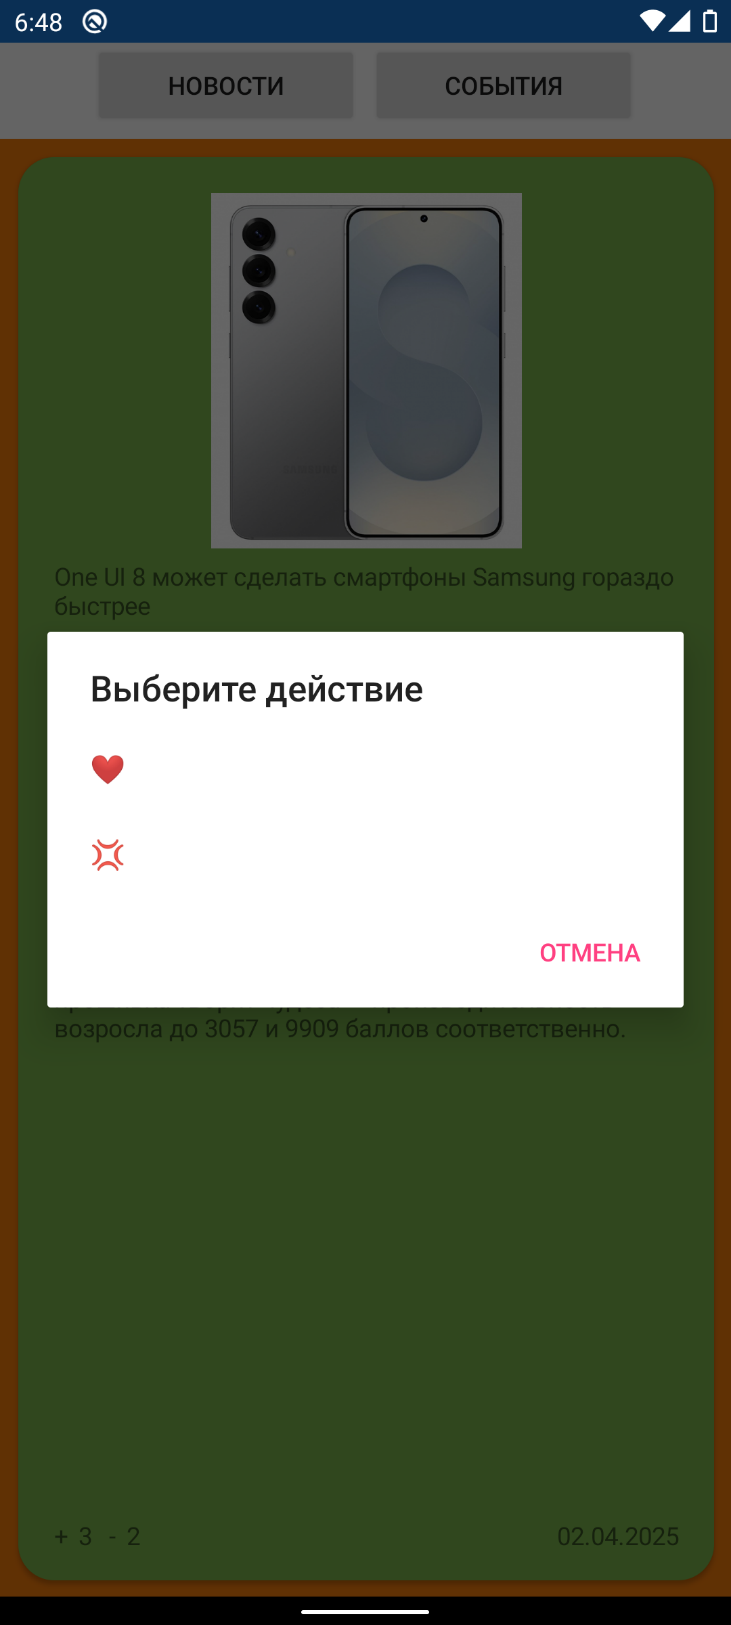 6:48
НОВОСТИ
СОБЫТИЯ
One UI 8 может сделать смартфоны Samsung гораздо
быстрее
Выберите действие
ОТМЕНА
возросла до 3057 и 9909 баллов соответственно.
+ 3 - 2
02.04.2025